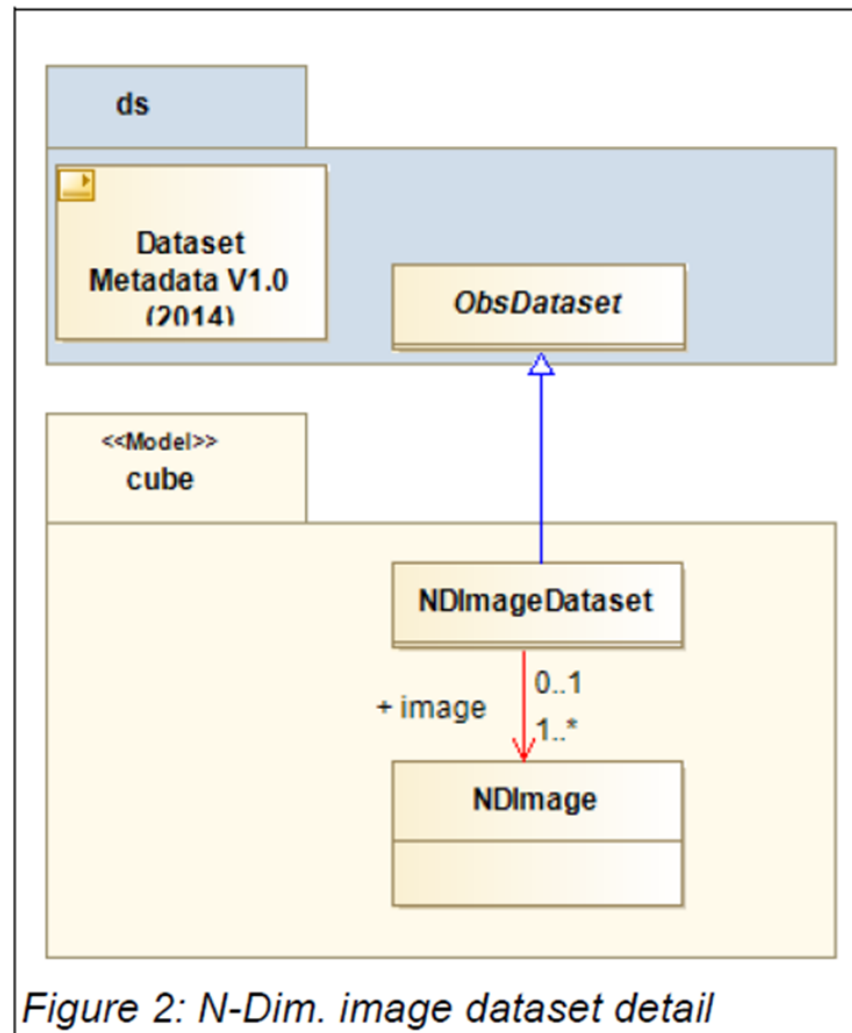 ds
Dataset
Metadata V1.0
(2014)
ObsDataset
<<Model>>
cube
NDImageDataset
0..1
+ image
1..*
NDImage
Figure 2: N-Dim. image dataset detail